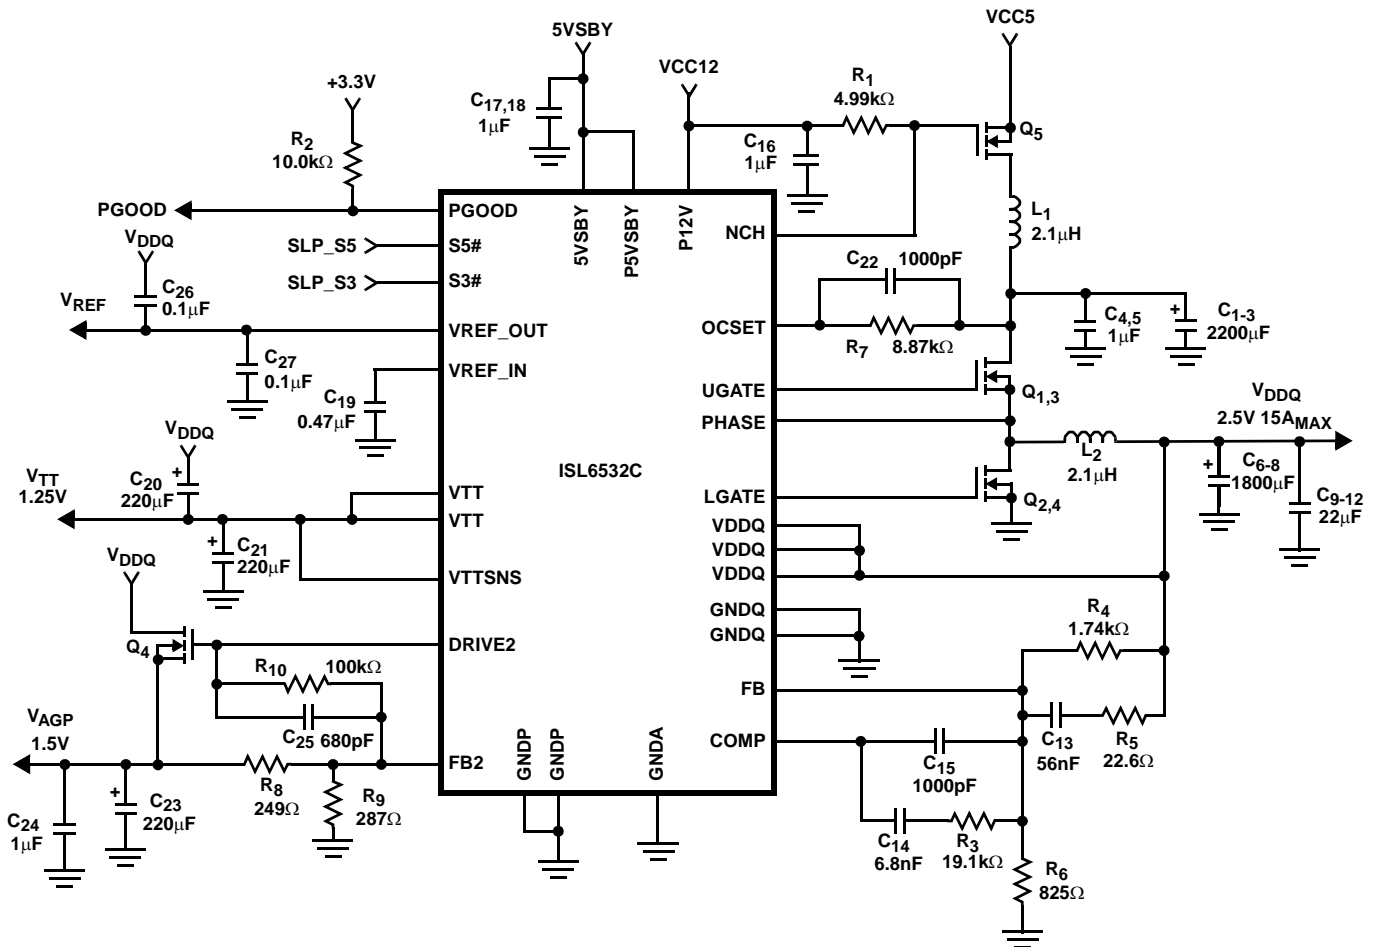 5VSBY
VCC5
VCC12
+3.3V
C17,18
1μF
R1
4.99kΩ
Q5
R2
10.0kΩ
C16
1μF
L1
2.1μH
PGOOD
PGOOD
5VSBY
P5VSBY
P12V
NCH
SLP_S5
S5#
SLP_S3
S3#
VDDQ
C26
0.1μF
VREF
VREF_OUT
C22
1000pF
OCSET
R7
8.87kΩ
C4,5
1μF
C1-3
+
2200μF
C27
0.1μF
VREF_IN
C19
0.47μF
UGATE
Q1,3
PHASE
VDDQ
2.5V 15AMAX
L2
2.1μH
VDDQ
+
C20
220μF
VTT
1.25V
ISL6532C
VTT
VTT
LGATE
Q2,4
+
C6-8
1800μF
C9-12
22μF
+
C21
220μF
VDDQ
VDDQ
VDDQ
VTTSNS
VDDQ
GNDQ
GNDQ
Q4
DRIVE2
R10
100kΩ
C25
680pF
R4
1.74kΩ
FB
C13
56nF
R5
22.6Ω
VAGP
1.5V
FB2
R8
249Ω
R9
287Ω
+
C23
220μF
C24
1μF
GNDP
GNDP
GNDA
COMP
C15
1000pF
C14
6.8nF
R3
19.1kΩ
R6
825Ω